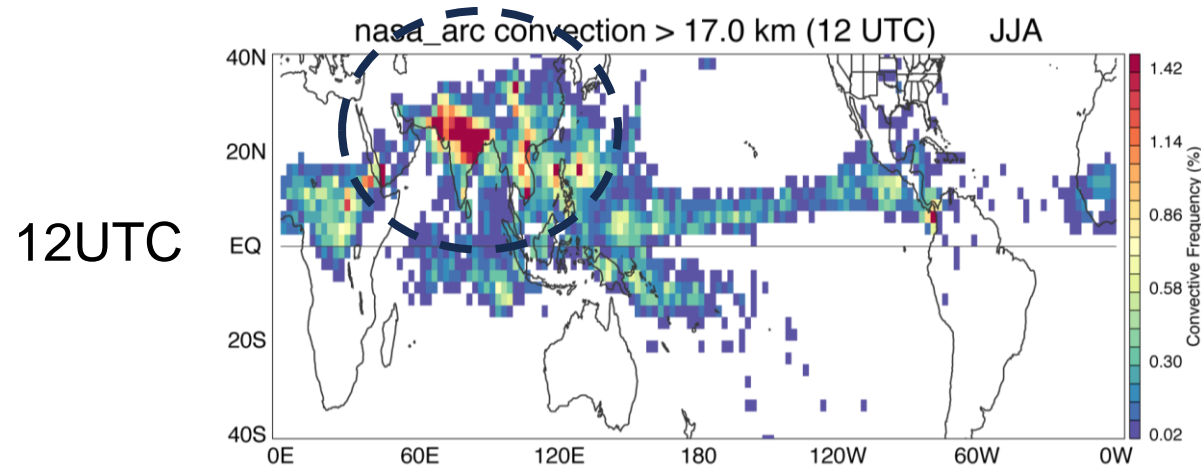 nasa_arc convection > 17.0 km (12 UTC) JJA
12UTC
40N
20N
EQ
20S
40S
0E 60E 120E 180 120W 60W 0W
1.42
1.14
0.86
0.58
0.30
0.02
Convective Frequency (%)